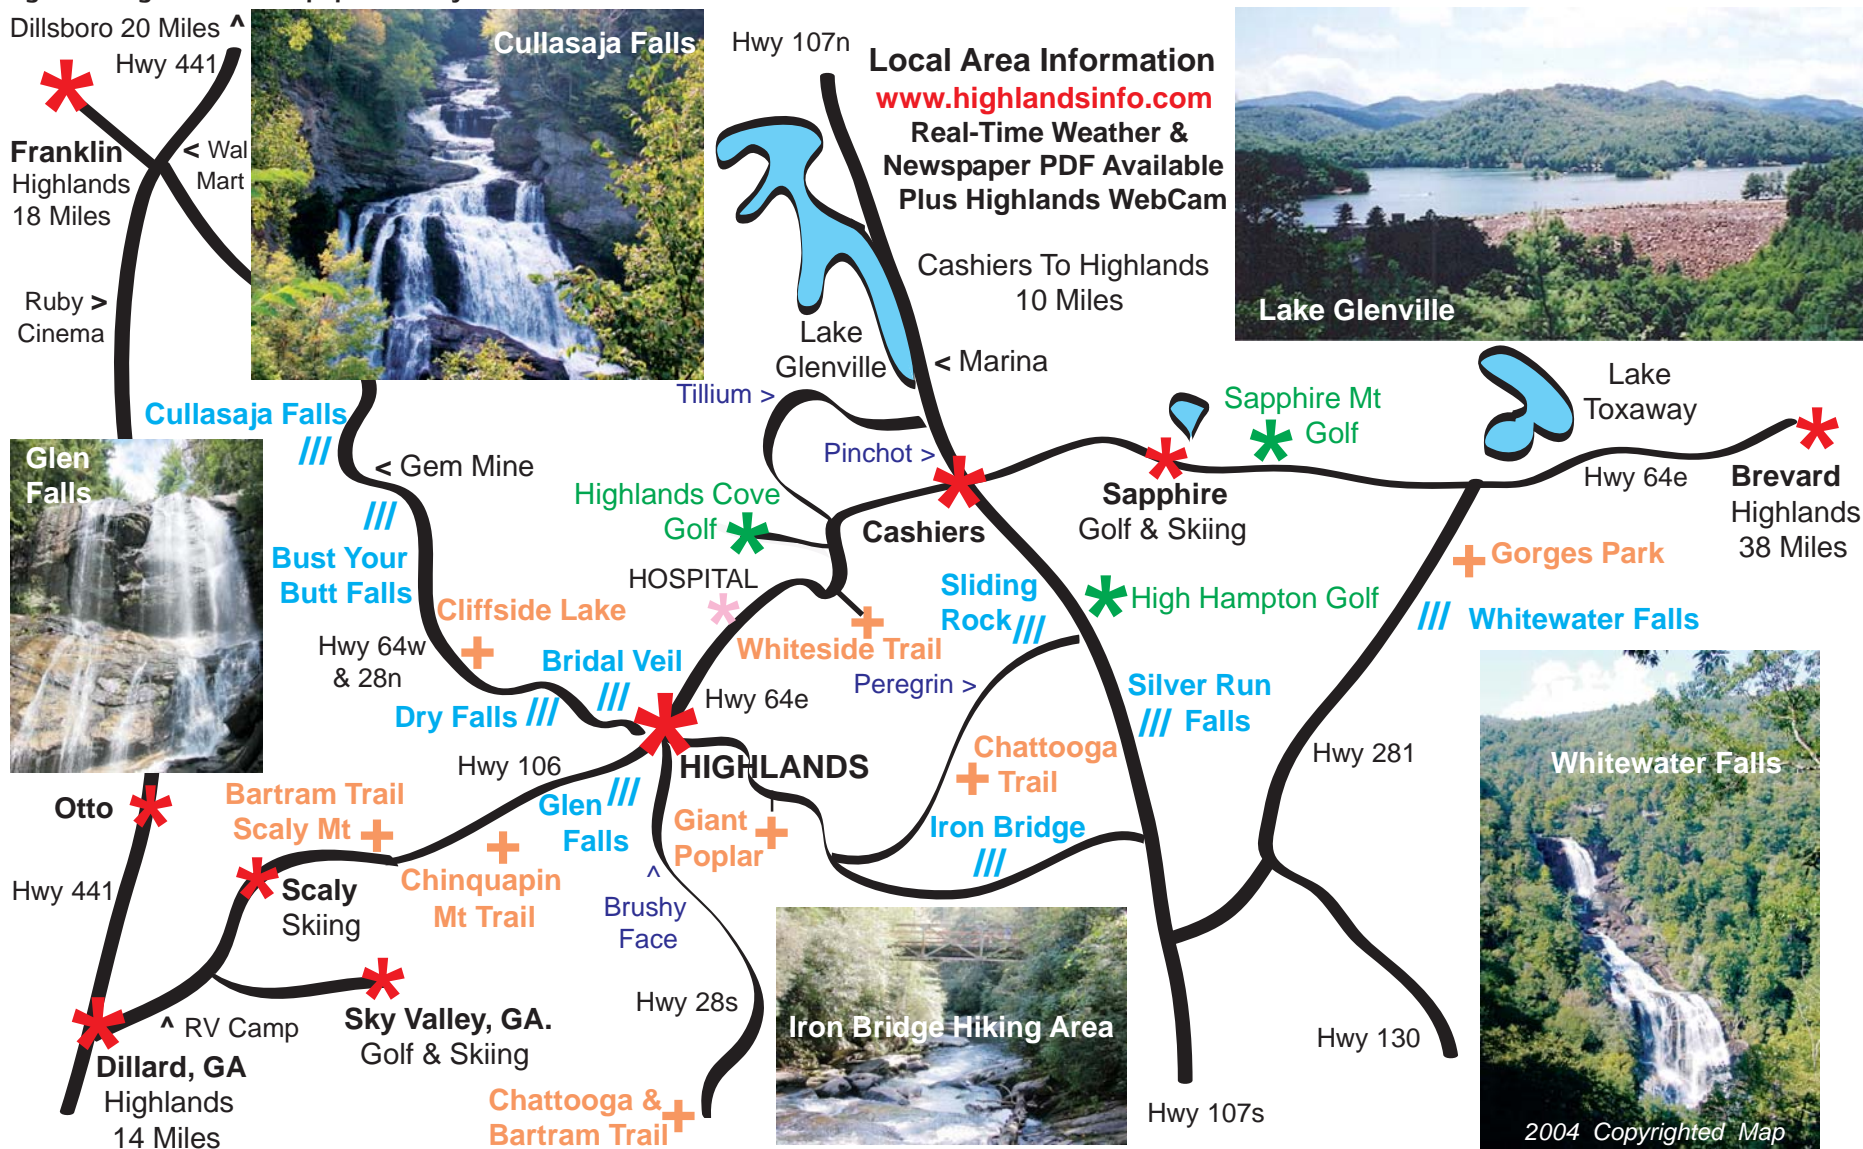 Dillsboro 20 Miles ^
Hwy 441
Franklin
Highlands
18 Miles
< Wal
Mart
Ruby >
Cinema
Cullasaja Falls
Hwy 107n
Local Area Information
www.highlandsinfo.com
Real-Time Weather &
Newspaper PDF Available
Plus Highlands WebCam
Cashiers To Highlands
10 Miles
Lake Glenville
Lake
Glenville
< Marina
Tillium >
Pinchot >
Sapphire Mt
Golf
Lake
Toxaway
Cullasaja Falls
< Gem Mine
Glen
Falls
Highlands Cove
Golf
Cashiers
Sapphire
Golf & Skiing
Hwy 64e
Brevard
Highlands
38 Miles
Bust Your
Butt Falls
HOSPITAL
Sliding
Rock
High Hampton Golf
Gorges Park
Whitewater Falls
Cliffside Lake
Hwy 64w
& 28n
Bridal Veil
Whiteside Trail
Peregrin >
Dry Falls
Hwy 64e
Silver Run
Falls
Hwy 106
HIGHLANDS
Chattooga
Trail
Hwy 281
Whitewater Falls
Otto
Bartram Trail
Scaly Mt
Glen
Falls
Giant
Poplar
Iron Bridge
Hwy 441
Scaly
Skiing
Chinquapin
Mt Trail
^
Brushy
Face
Hwy 28s
^ RV Camp
Sky Valley, GA.
Golf & Skiing
Iron Bridge Hiking Area
Hwy 130
Dillard, GA
Highlands
14 Miles
Chattooga &
Bartram Trail
Hwy 107s
2004 Copyrighted Map